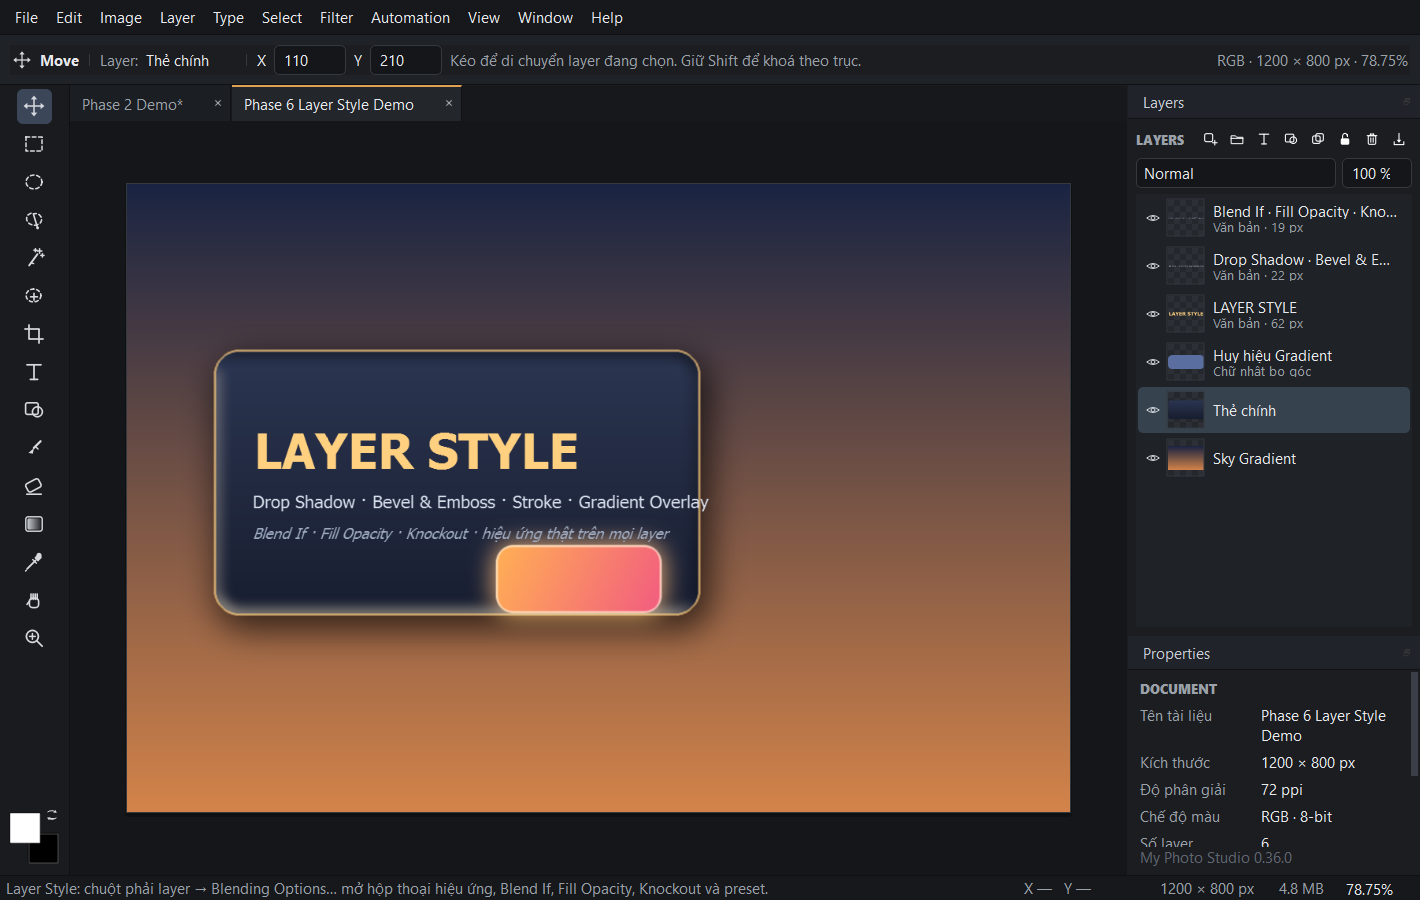 File Edit Image Layer Type Select Filter Automation View Window Help
Move Layer: Thẻ chính X 110 Y 210 Kéo để di chuyển layer đang chọn. Giữ Shift để khoá theo trục. RGB · 1200 × 800 px · 78.75%
Phase 2 Demo* × Phase 6 Layer Style Demo ×
LAYER STYLE
Drop Shadow · Bevel & Emboss · Stroke · Gradient Overlay
Blend If · Fill Opacity · Knockout · hiệu ứng thật trên mọi layer
Layers
LAYERS
Normal 100 %
Blend If · Fill Opacity · Kno...
Văn bản · 19 px
Drop Shadow · Bevel & E...
Văn bản · 22 px
LAYER STYLE
LAYER STYLE
Văn bản · 62 px
Huy hiệu Gradient
Chữ nhật bo góc
Thẻ chính
Sky Gradient
Properties
DOCUMENT
Tên tài liệu Phase 6 Layer Style
Demo
Kích thước 1200 × 800 px
Độ phân giải 72 ppi
Chế độ màu RGB · 8-bit
Số layer 6
My Photo Studio 0.36.0
Layer Style: chuột phải layer → Blending Options... mở hộp thoại hiệu ứng, Blend If, Fill Opacity, Knockout và preset. X — Y — 1200 × 800 px 4.8 MB 78.75%